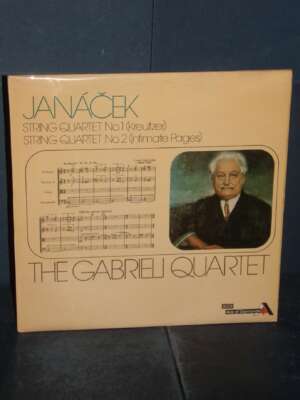 JANÁČEK
STRING QUARTET No.1 (Kreutzer)
STRING QUARTET No.2 (Intimate Pages)
THE GABRIELI QUARTET